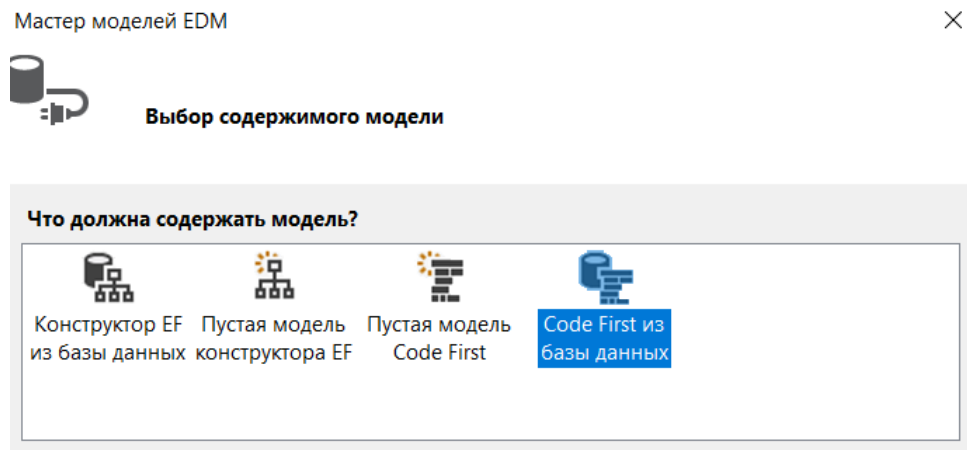 Мастер моделей EDM
Выбор содержимого модели
Что должна содержать модель?
Конструктор EF
из базы данных
Пустая модель
конструктора EF
Пустая модель
Code First
Code First из
базы данных